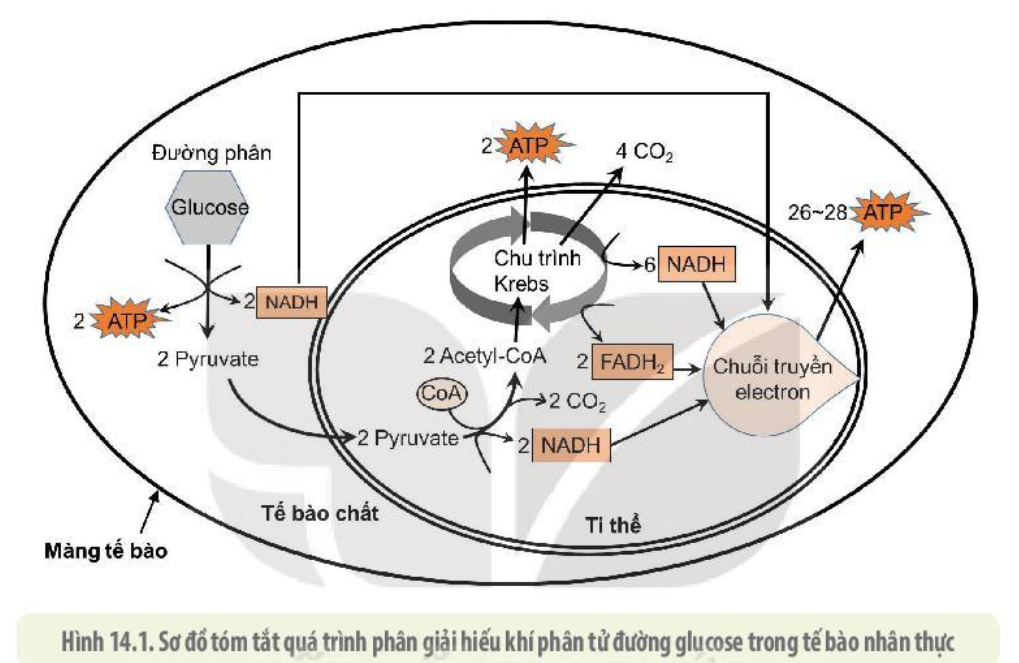 Đường phân
Glucose
2 ATP
2 NADH
2 Pyruvate
2 ATP
4 CO₂
26~28 ATP
Chu trình
Krebs
6 NADH
2 Acetyl-CoA
2 FADH₂
Chuỗi truyền
electron
CoA
2 CO₂
2 Pyruvate
2 NADH
Tế bào chất
Ti thể
Màng tế bào
Hình 14.1. Sơ đồ tóm tắt quá trình phân giải hiếu khí phân tử đường glucose trong tế bào nhân thực